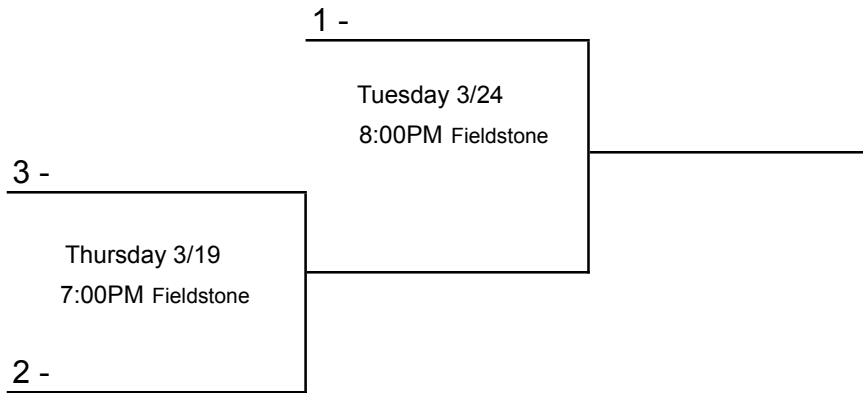 1 -
Tuesday 3/24
8:00PM Fieldstone
3 -
Thursday 3/19
7:00PM Fieldstone
2 -